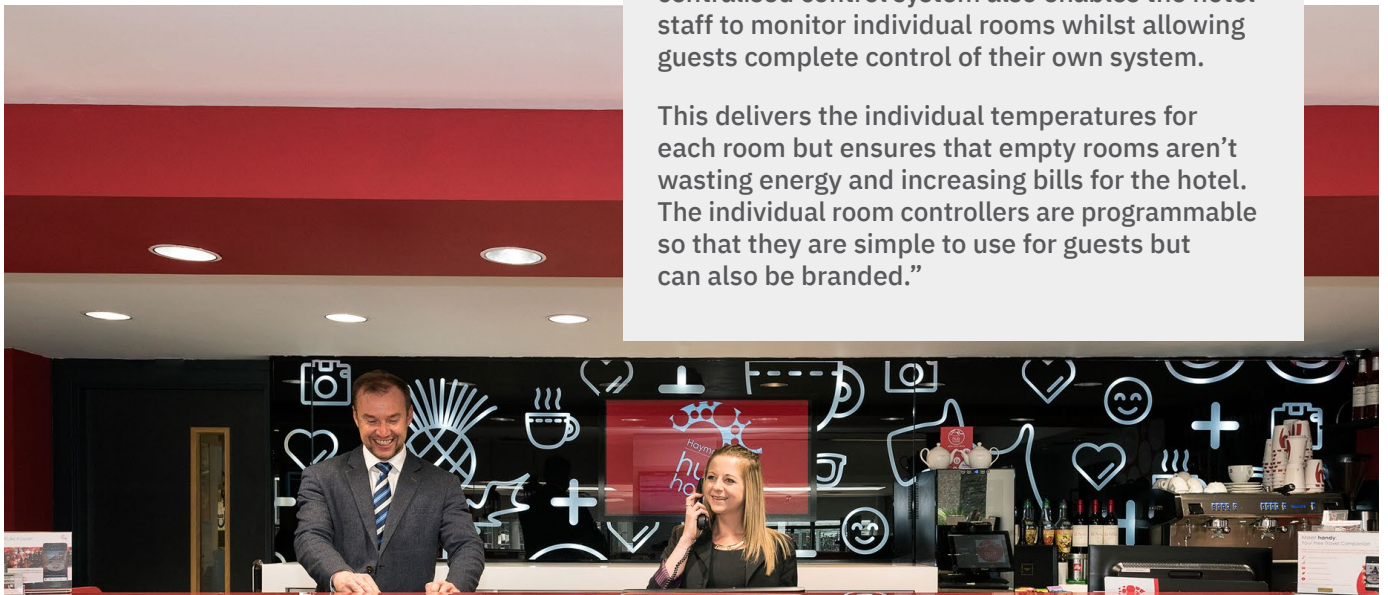 staff to monitor individual rooms whilst allowing
guests complete control of their own system.
This delivers the individual temperatures for
each room but ensures that empty rooms aren’t
wasting energy and increasing bills for the hotel.
The individual room controllers are programmable
so that they are simple to use for guests but
can also be branded.”